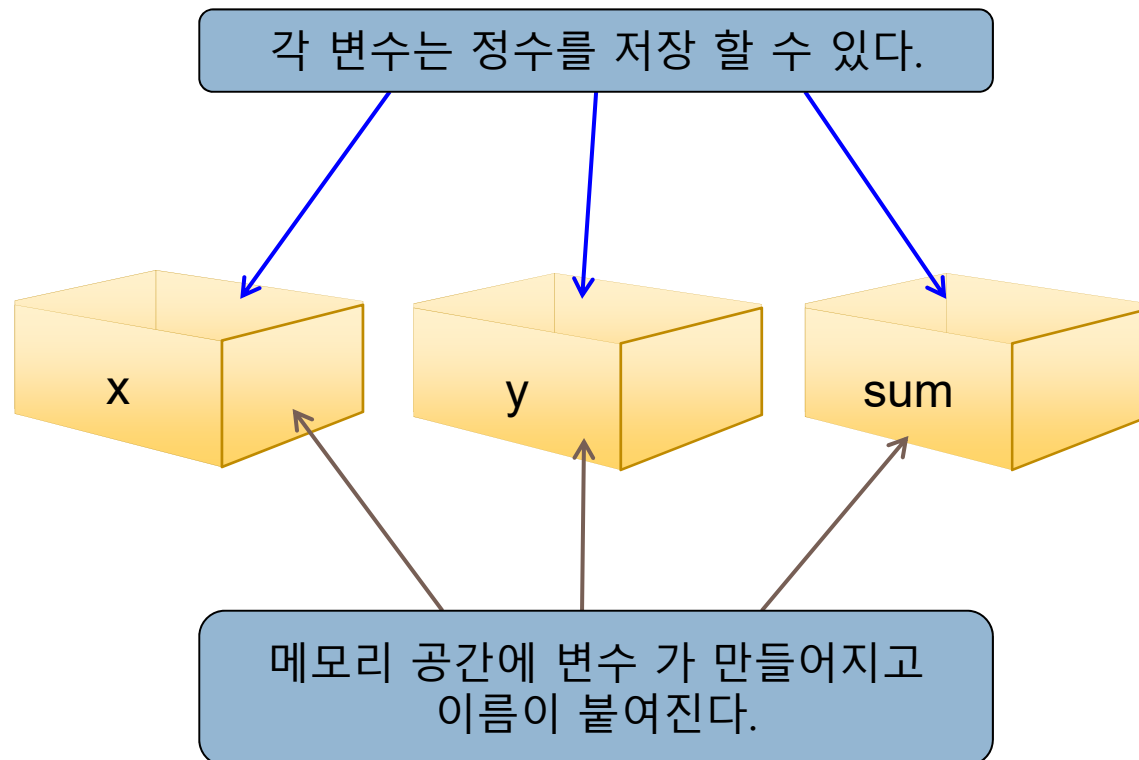 각 변수는 정수를 저장 할 수 있다.
x
y
sum
메모리 공간에 변수 가 만들어지고
이름이 붙여진다.